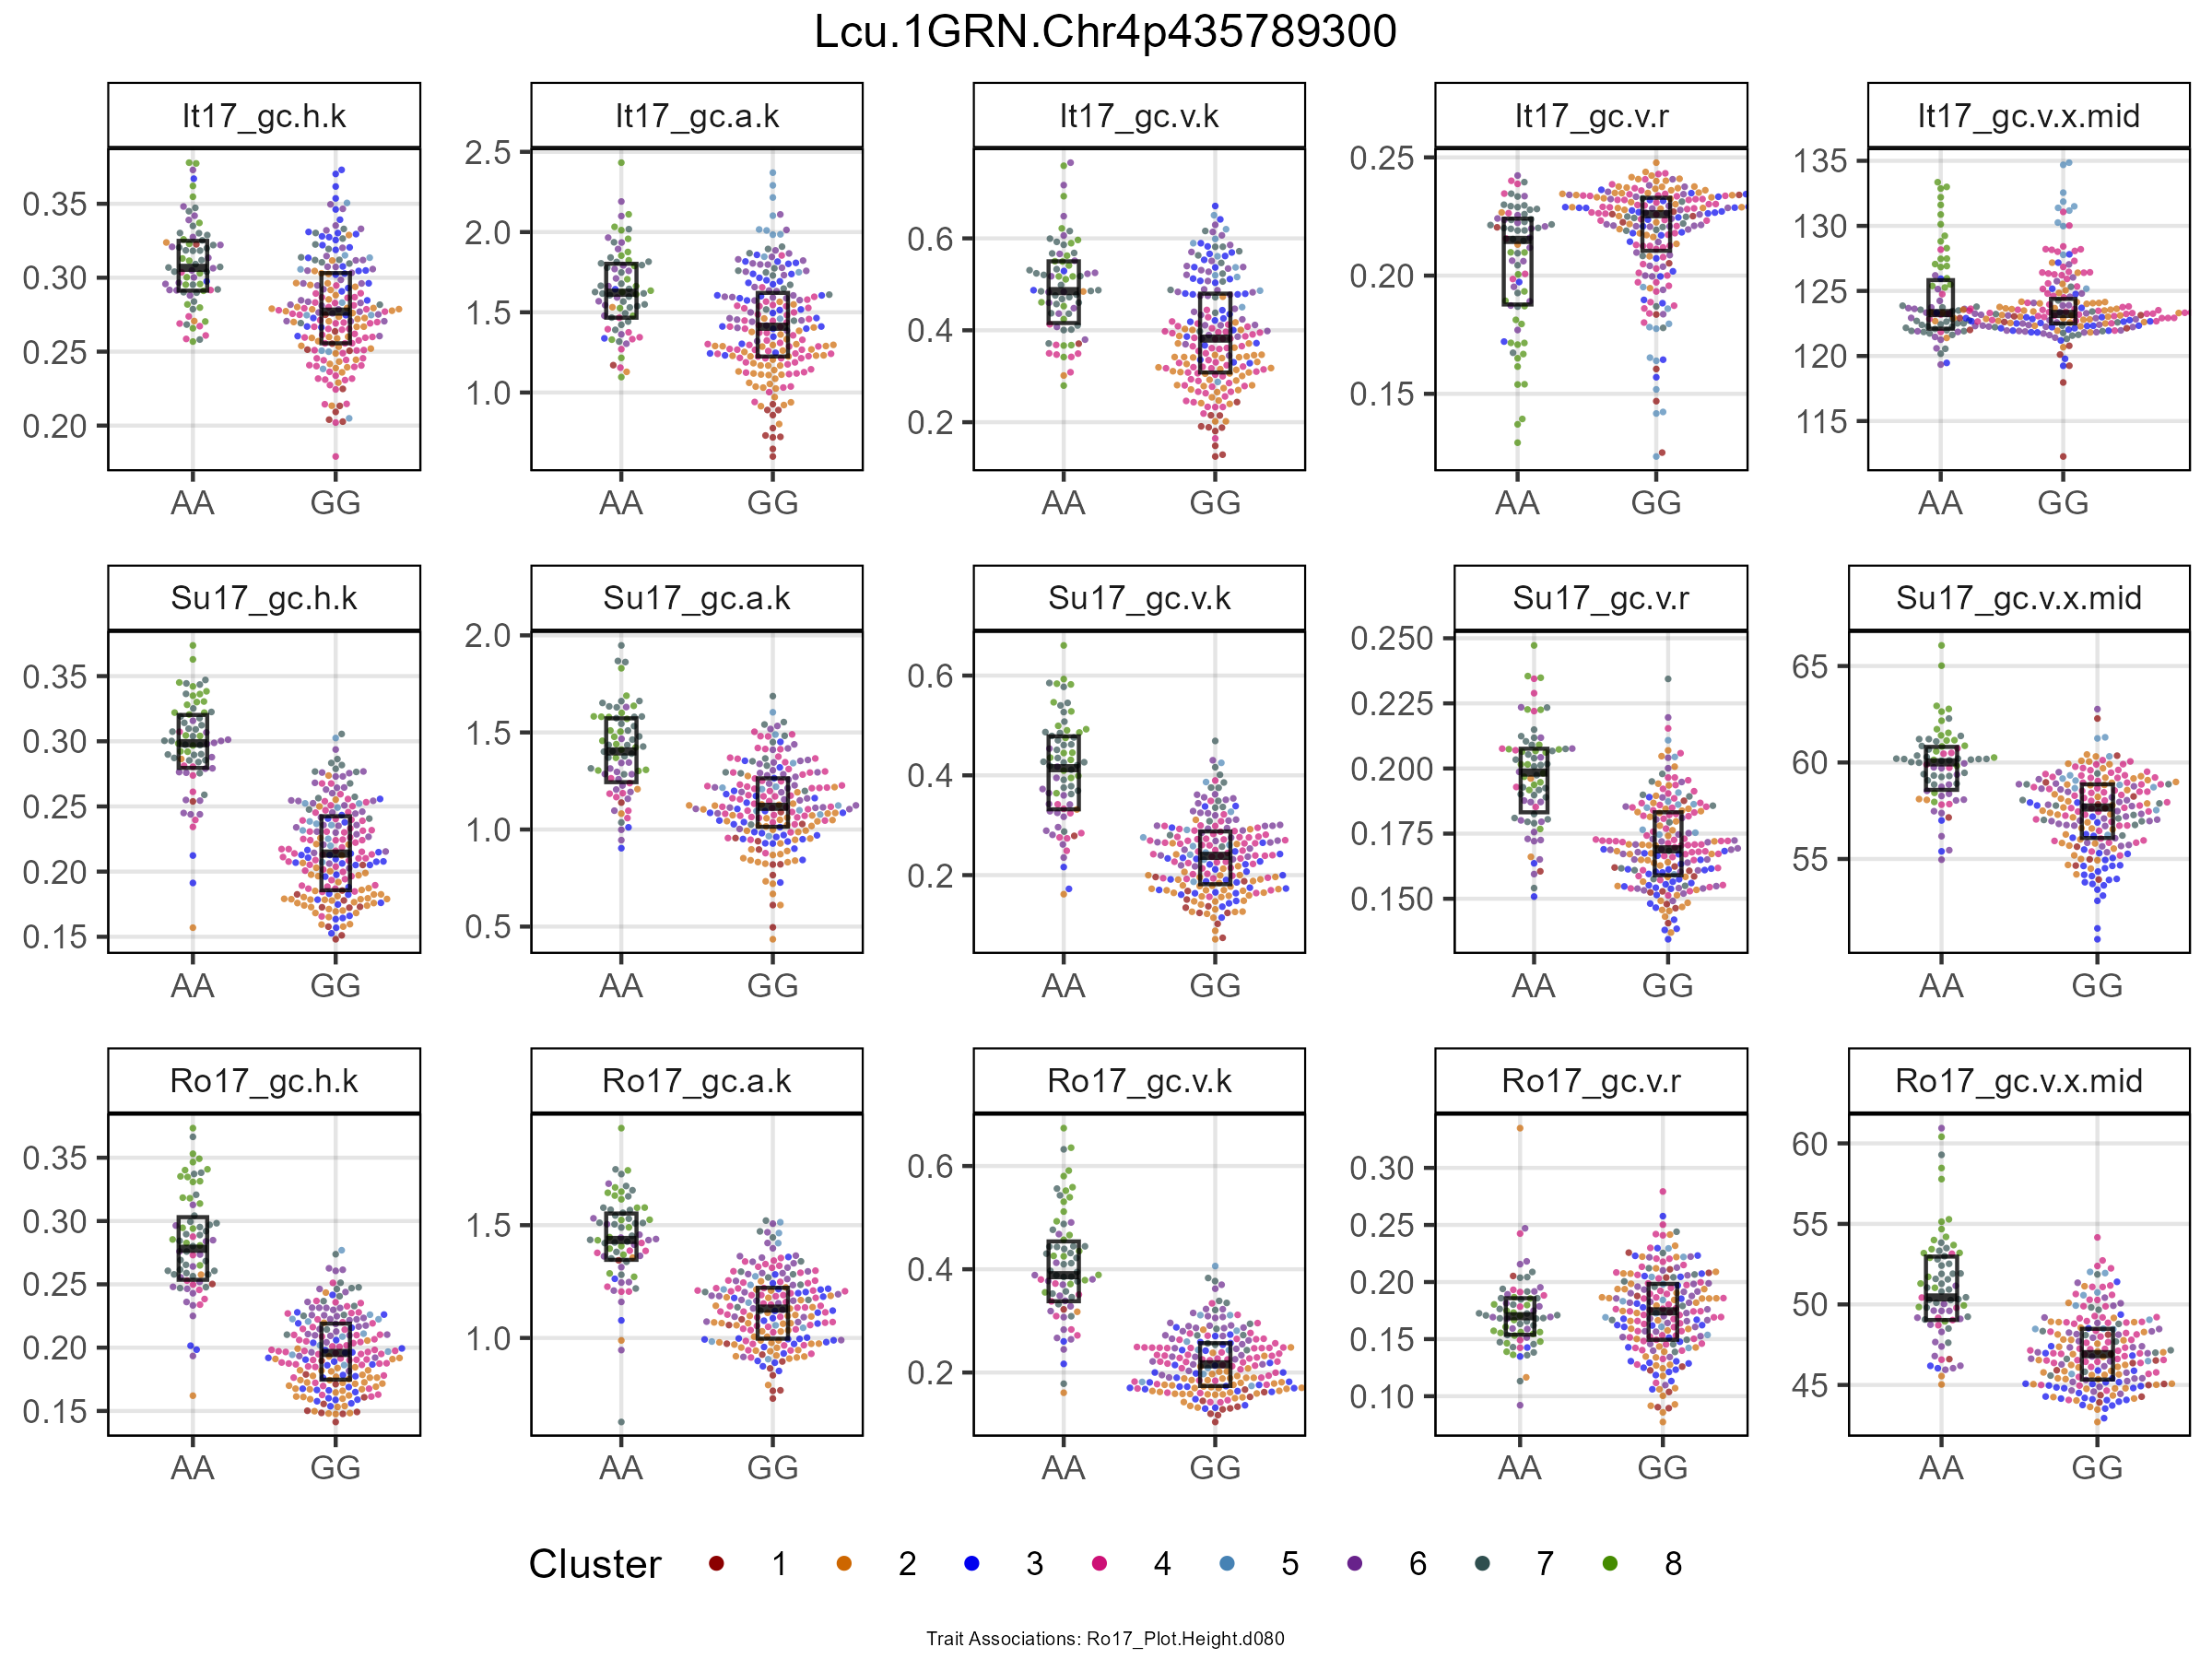 Lcu.1GRN.Chr4p435789300
It17_gc.h.k
It17_gc.a.k
It17_gc.v.k
It17_gc.v.r
It17_gc.v.x.mid
0.35
0.30
0.25
0.20
AA GG
2.5
2.0
1.5
1.0
AA GG
0.6
0.4
0.2
AA GG
0.25
0.20
0.15
AA GG
135
130
125
120
115
AA GG
Su17_gc.h.k
Su17_gc.a.k
Su17_gc.v.k
Su17_gc.v.r
Su17_gc.v.x.mid
0.35
0.30
0.25
0.20
0.15
AA GG
2.0
1.5
1.0
0.5
AA GG
0.6
0.4
0.2
AA GG
0.250
0.225
0.200
0.175
0.150
AA GG
65
60
55
AA GG
Ro17_gc.h.k
Ro17_gc.a.k
Ro17_gc.v.k
Ro17_gc.v.r
Ro17_gc.v.x.mid
0.35
0.30
0.25
0.20
0.15
AA GG
1.5
1.0
AA GG
0.6
0.4
0.2
AA GG
0.30
0.25
0.20
0.15
0.10
AA GG
60
55
50
45
AA GG
Cluster 1 2 3 4 5 6 7 8
Trait Associations: Ro17_Plot.Height.d080